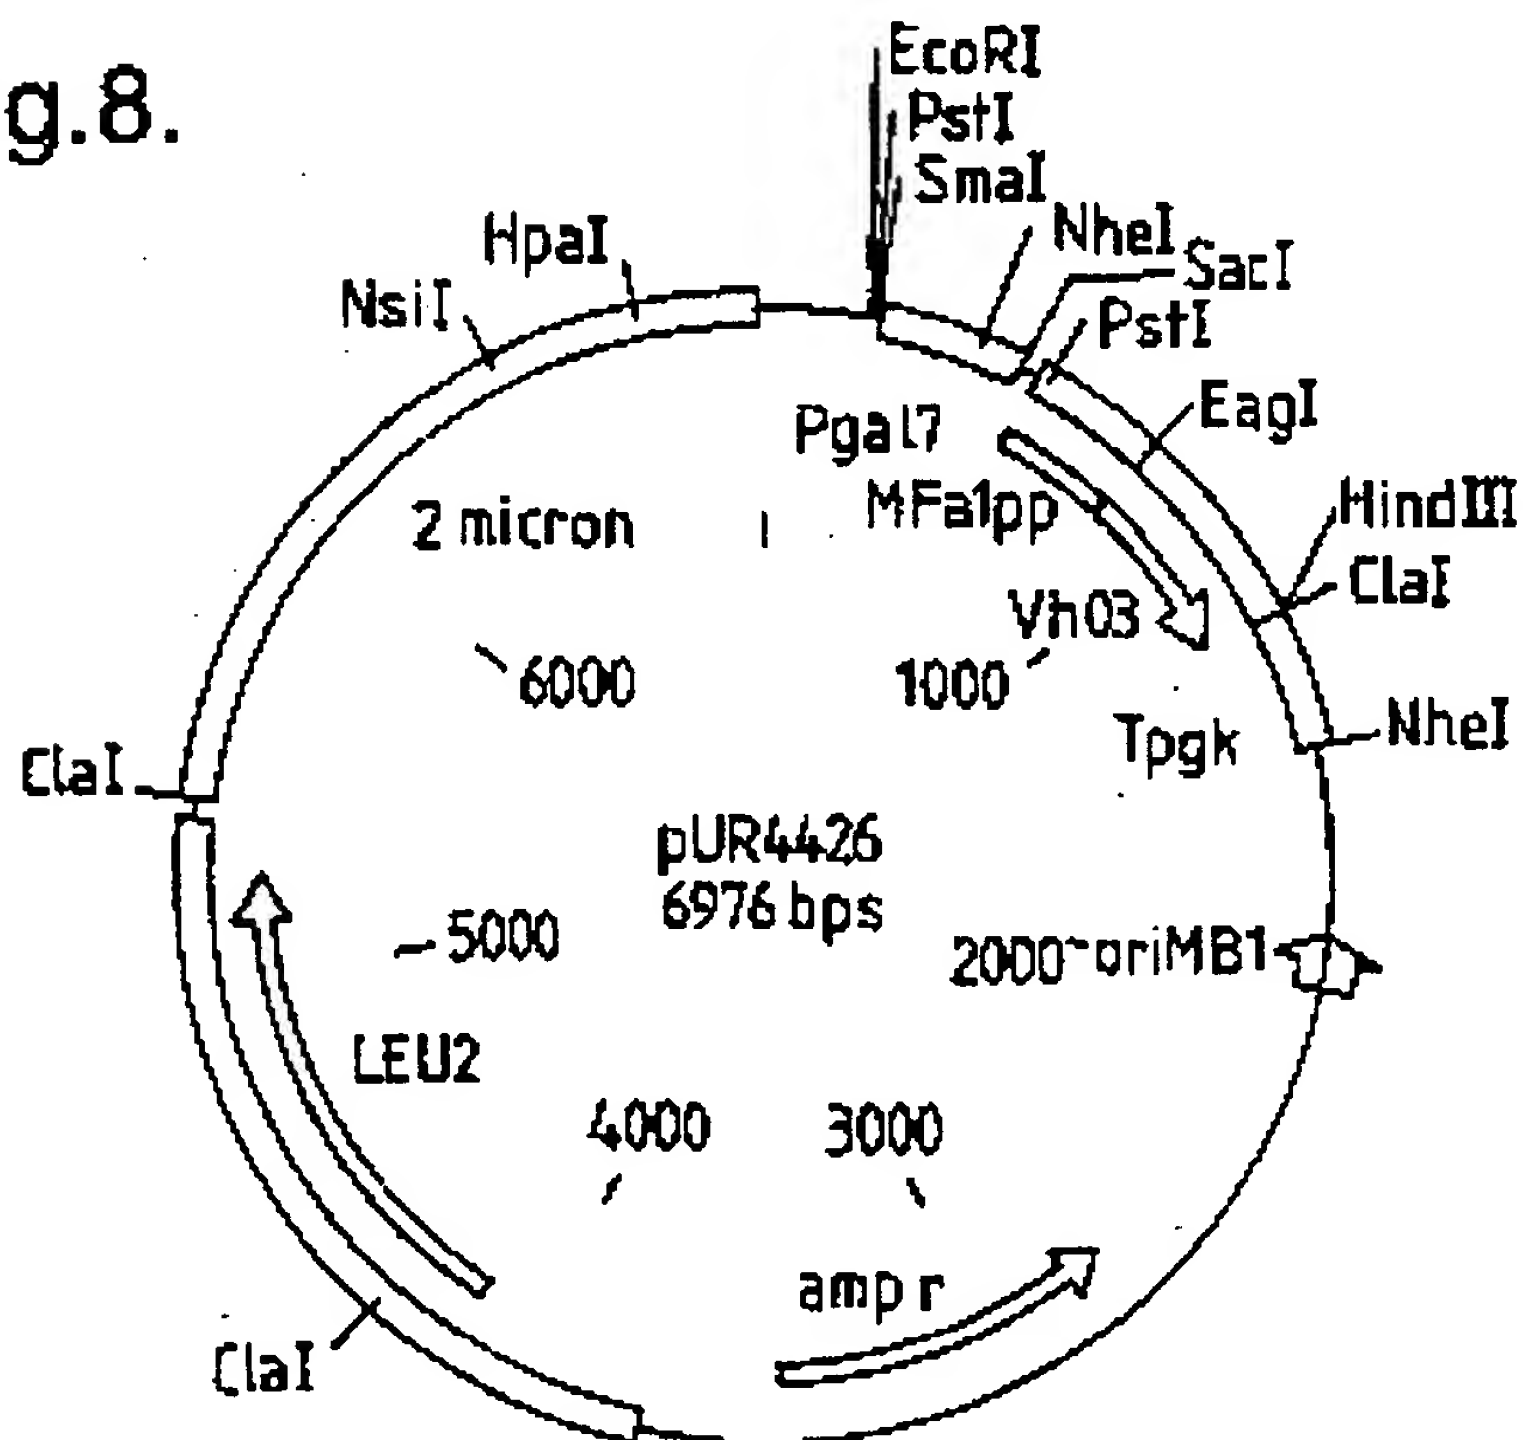 g.8.
EcoRI
PstI
SmaI
NheI
SacI
PstI
EagI
HindIII
ClaI
NheI
HpaI
NsiI
Pgal7
MFa1pp
Vh03
2 micron
6000
1000
Tpgk
ClaI
pUR4426
6976 bps
5000
2000
oriMB1
LEU2
4000
3000
amp r
ClaI